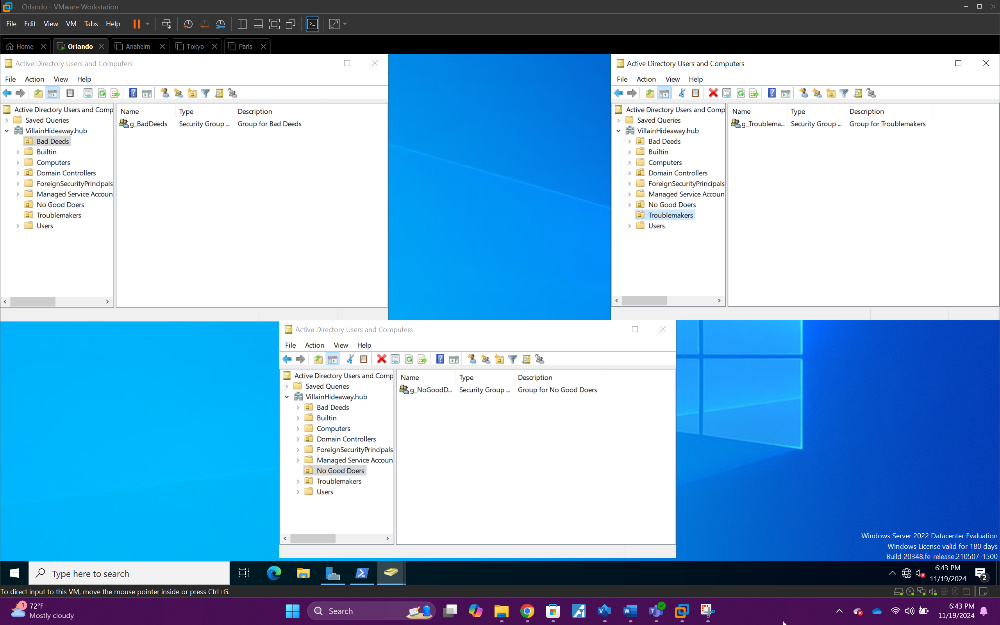 Orlando - VMware Workstation
File Edit View VM Tabs Help
Home Orlando Anaheim Tokyo Paris
Active Directory Users and Computers
File Action View Help
Active Directory Users and Comp
Saved Queries
VillainHideaway.hub
Bad Deeds
Builtin
Computers
Domain Controllers
ForeignSecurityPrincipals
Managed Service Accoun
No Good Doers
Troublemakers
Users
Name Type Description
g_BadDeeds Security Group ... Group for Bad Deeds
Active Directory Users and Computers
File Action View Help
Active Directory Users and Comp
Saved Queries
VillainHideaway.hub
Bad Deeds
Builtin
Computers
Domain Controllers
ForeignSecurityPrincipals
Managed Service Accoun
No Good Doers
Troublemakers
Users
Name Type Description
g_Troublema... Security Group ... Group for Troublemakers
Active Directory Users and Computers
File Action View Help
Active Directory Users and Comp
Saved Queries
VillainHideaway.hub
Bad Deeds
Builtin
Computers
Domain Controllers
ForeignSecurityPrincipals
Managed Service Accoun
No Good Doers
Troublemakers
Users
Name Type Description
g_NoGoodD... Security Group ... Group for No Good Doers
Windows Server 2022 Datacenter Evaluation
Windows License valid for 180 days
Build 20348.fe_release.210507-1500
Type here to search
6:43 PM
11/19/2024
2
To direct input to this VM, move the mouse pointer inside or press Ctrl+G.
1
72°F
Mostly cloudy
Search
6:43 PM
11/19/2024